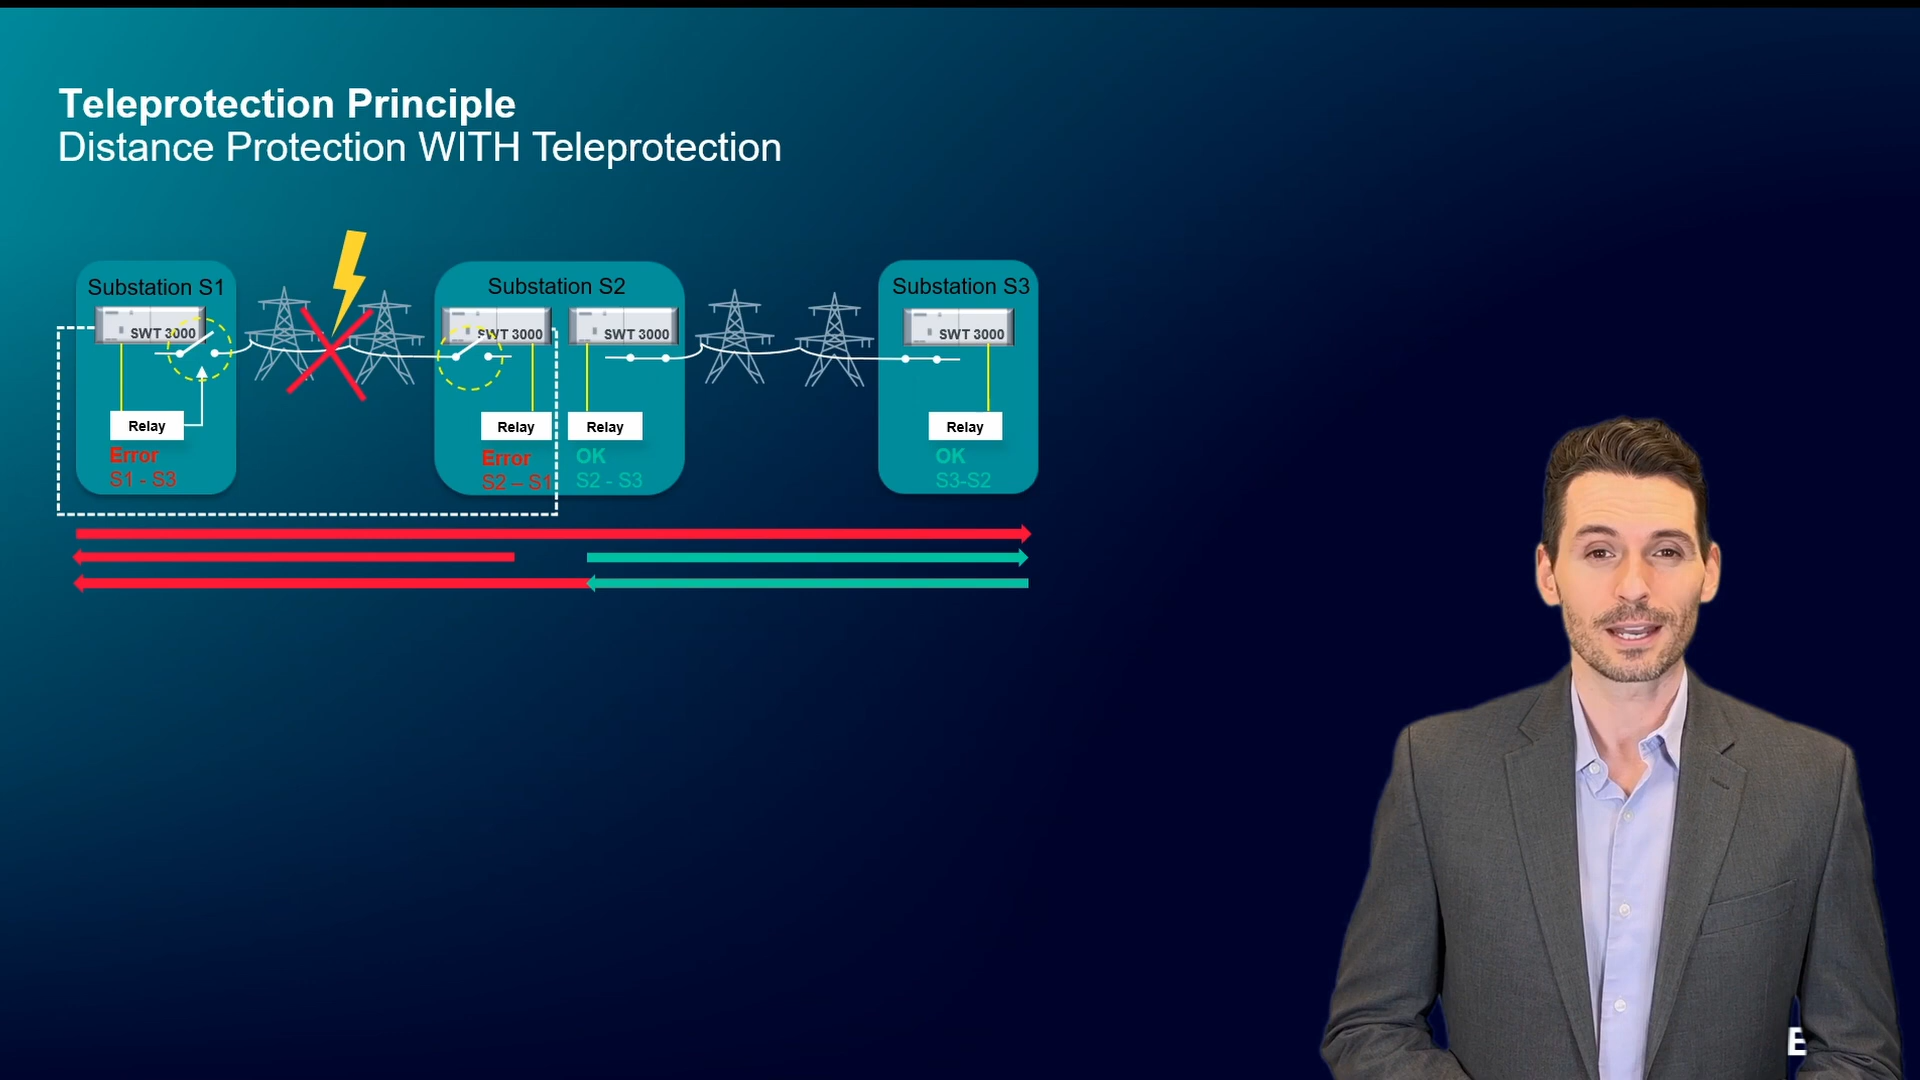 Teleprotection Principle
Distance Protection WITH Teleprotection
Substation S1
SWT 3000
Relay
Error
S1 - S3
Substation S2
SWT 3000
SWT 3000
Relay
Relay
Error
S2 – S1
OK
S2 - S3
Substation S3
SWT 3000
Relay
OK
S3-S2
E